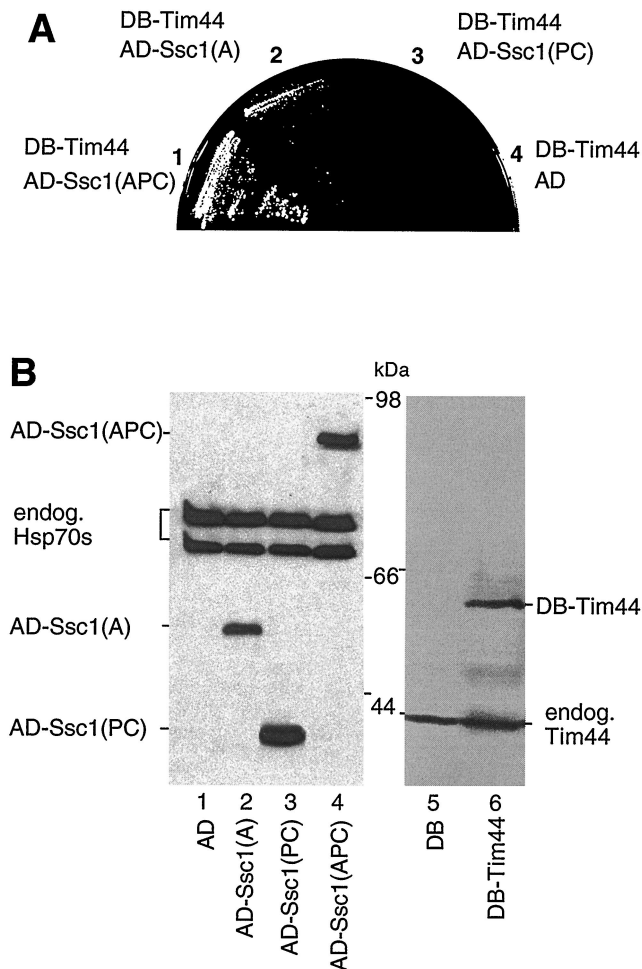 A
DB-Tim44
AD-Ssc1(A)
2
3
DB-Tim44
AD-Ssc1(PC)
DB-Tim44
AD-Ssc1(APC)
1
4
DB-Tim44
AD
B
kDa
AD-Ssc1(APC)-
endog.
Hsp70s
AD-Ssc1(A) -
AD-Ssc1(PC) -
-98
-66-
44
DB-Tim44
endog.
Tim44
1 2 3 4 5 6
AD
AD-Ssc1(A)
AD-Ssc1(PC)
AD-Ssc1(APC)
DB
DB-Tim44